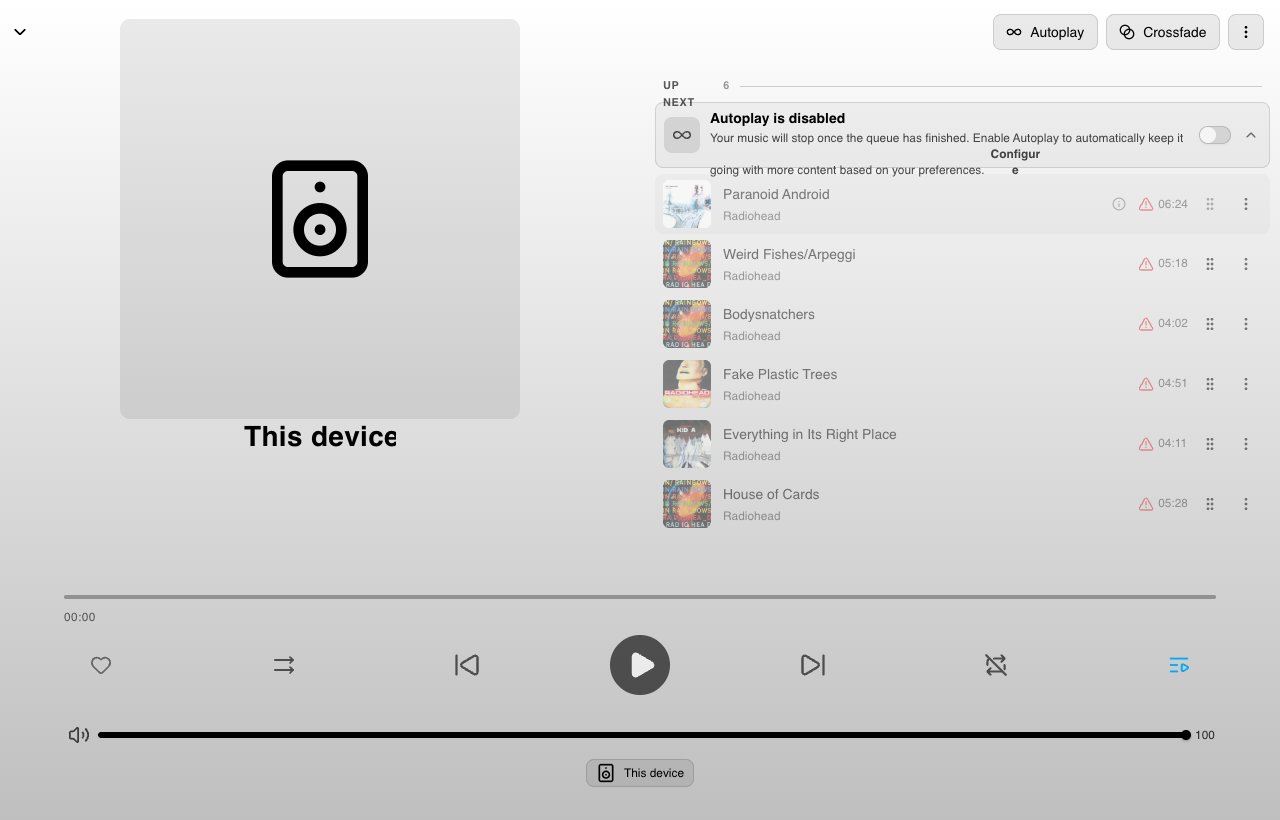 Autoplay
Crossfade
UP NEXT
6
Autoplay is disabled
Your music will stop once the queue has finished. Enable Autoplay to automatically keep it
going with more content based on your preferences.
Configur
e
Paranoid Android
Radiohead
06:24
Weird Fishes/Arpeggi
Radiohead
05:18
Bodysnatchers
Radiohead
04:02
Fake Plastic Trees
Radiohead
04:51
Everything in Its Right Place
Radiohead
04:11
House of Cards
Radiohead
05:28
This device
00:00
100
This device